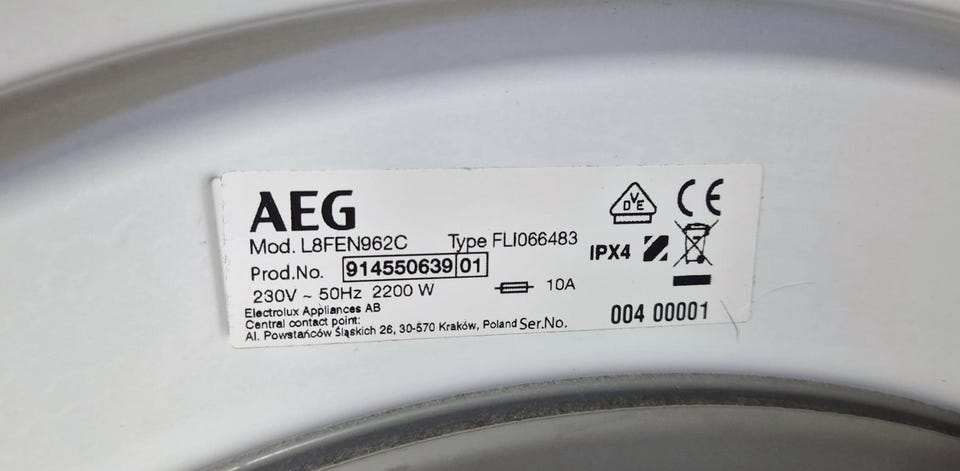 AEG
Mod. L8FEN962C Type FLI066483
Prod.No. 914550639 01
230V ~ 50Hz 2200 W 10A
Electrolux Appliances AB
Central contact point:
Al. Powstańców Śląskich 26, 30-570 Kraków, Poland Ser.No. 004 00001
DVE CE
IPX4